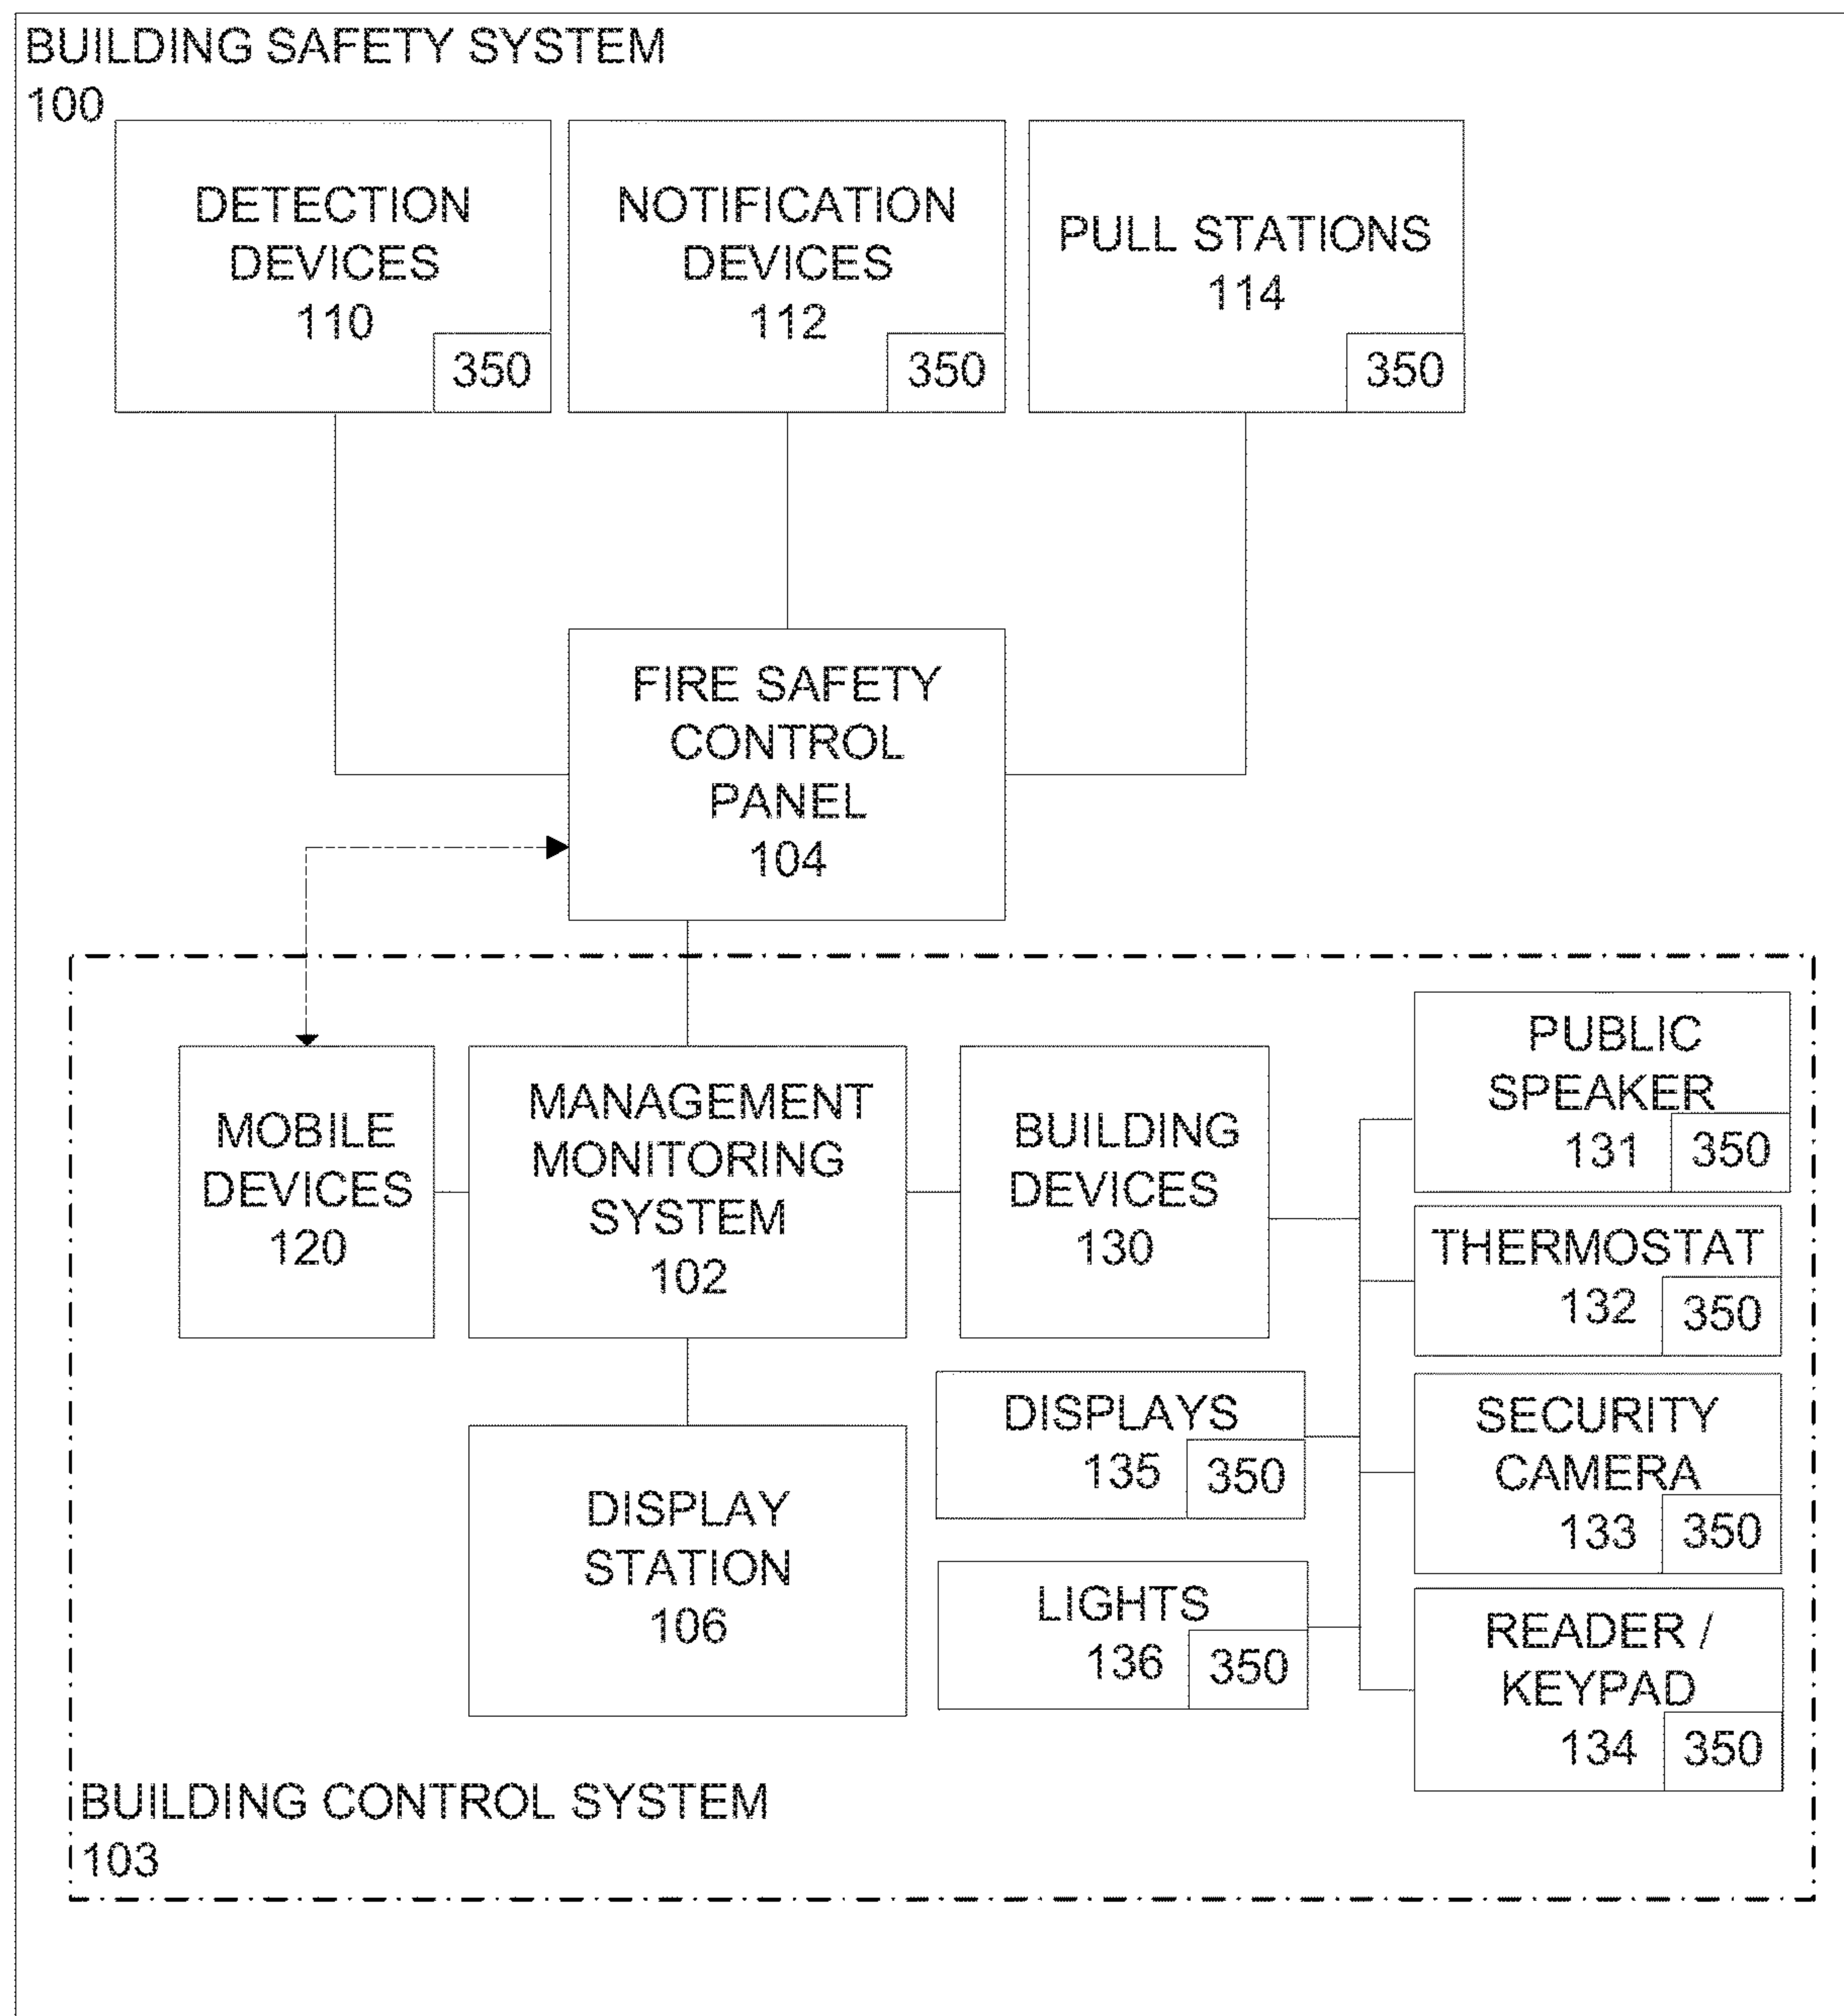 BUILDING SAFETY SYSTEM
100
DETECTION
DEVICES
110
350
NOTIFICATION
DEVICES
112
350
PULL STATIONS
114
350
FIRE SAFETY
CONTROL
PANEL
104
MOBILE
DEVICES
120
MANAGEMENT
MONITORING
SYSTEM
102
BUILDING
DEVICES
130
PUBLIC
SPEAKER
131
350
THERMOSTAT
132
350
DISPLAYS
135
350
SECURITY
CAMERA
133
350
DISPLAY
STATION
106
LIGHTS
136
350
READER /
KEYPAD
134
350
BUILDING CONTROL SYSTEM
103